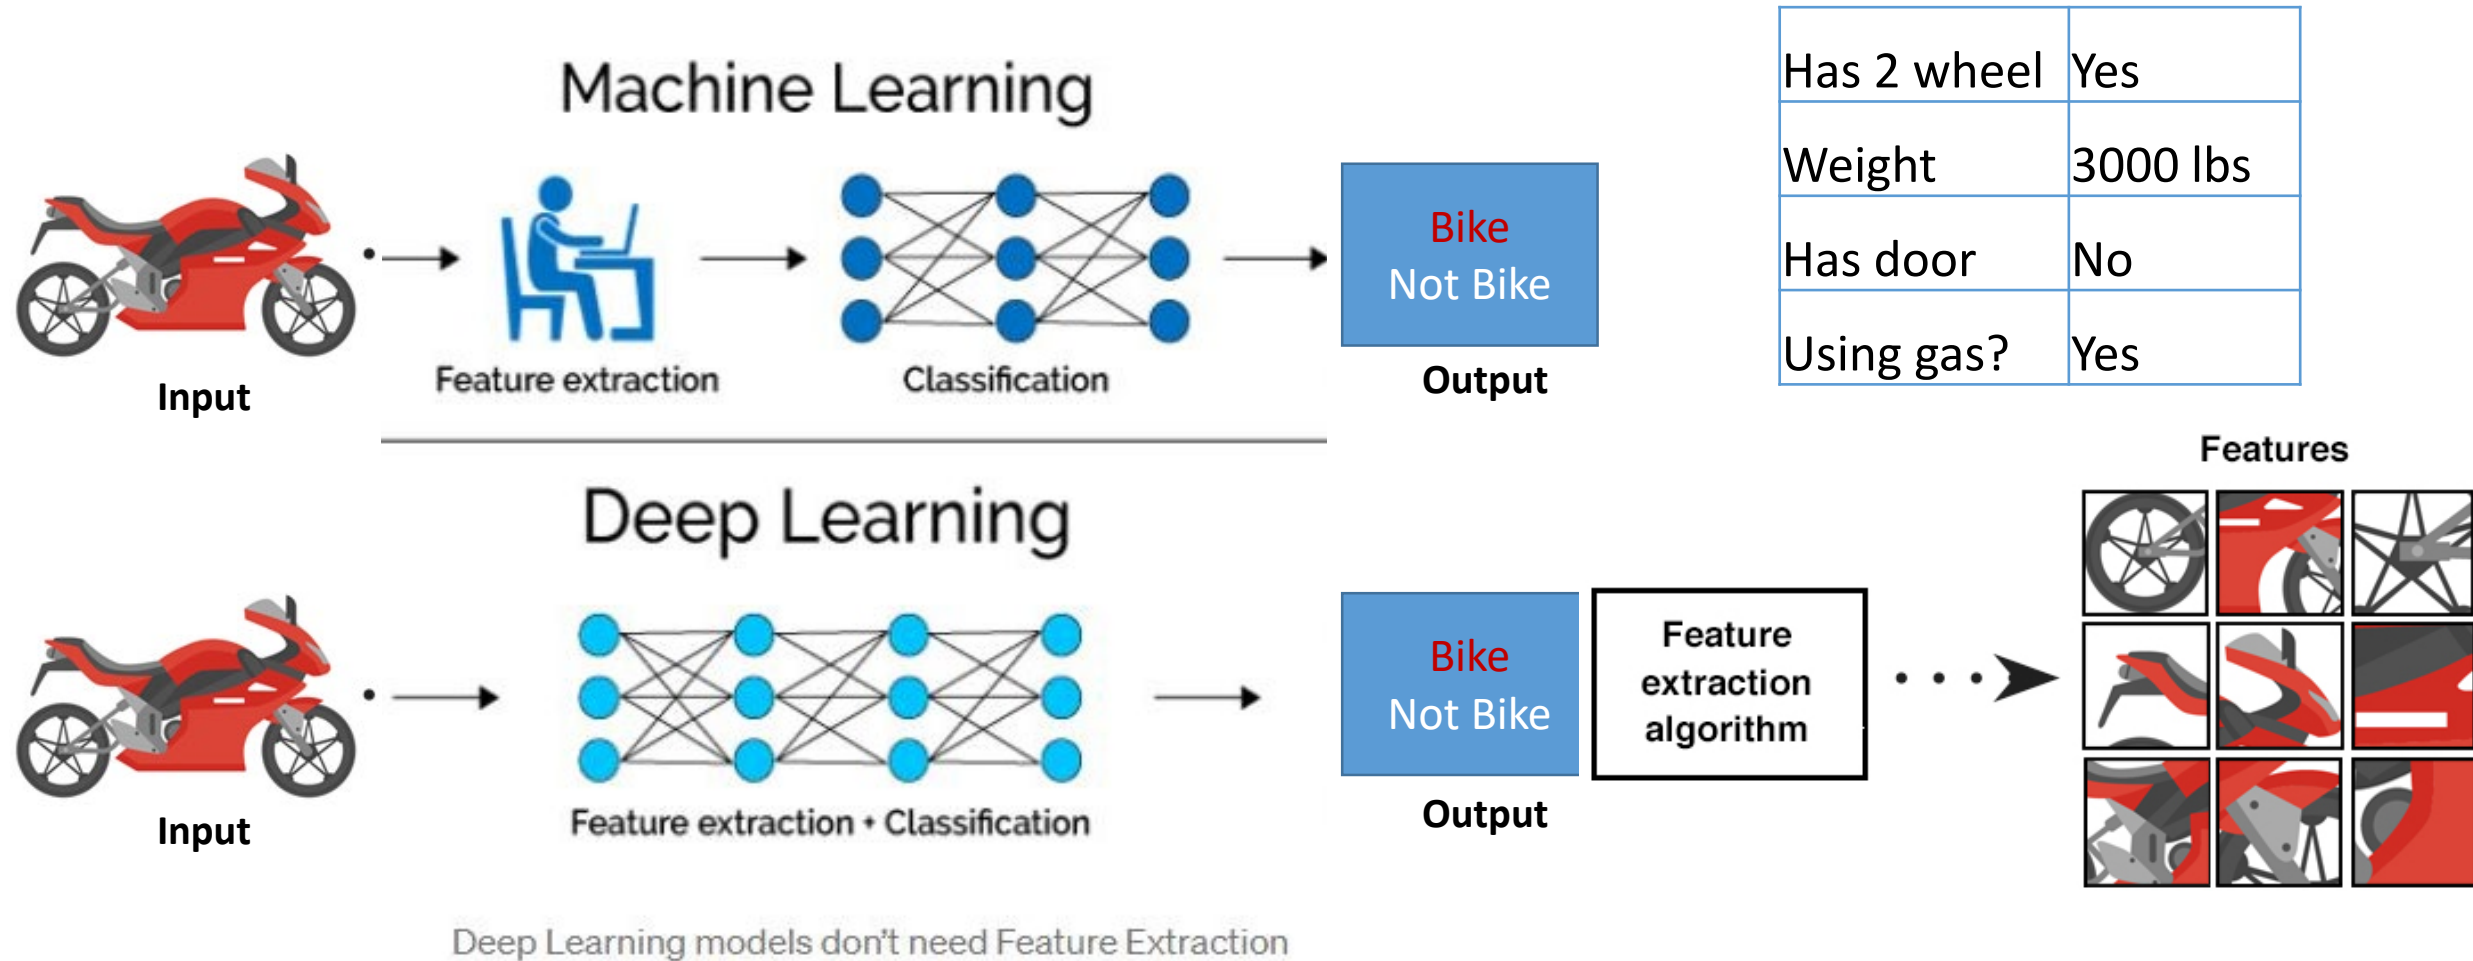 Machine Learning
Input
Feature extraction
Classification
Bike
Not Bike
Output
Has 2 wheel Yes
Weight 3000 lbs
Has door No
Using gas? Yes
Deep Learning
Input
Feature extraction + Classification
Bike
Not Bike
Output
Feature
extraction
algorithm
Features
Deep Learning models don't need Feature Extraction